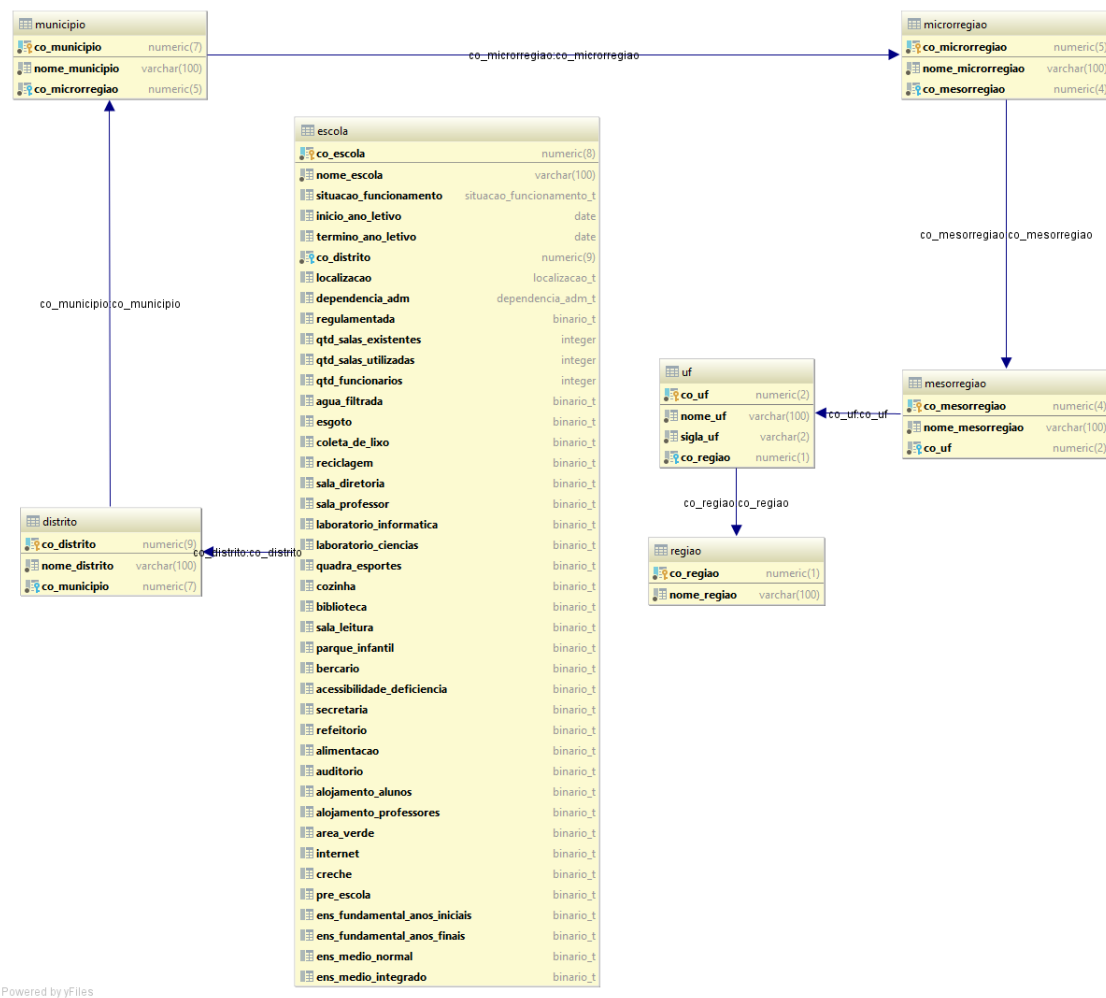 municipio
co_municipio numeric(7)
nome_municipio varchar(100)
co_microrregiao numeric(5)
co_microrregiao:co_microrregiao
microrregiao
co_microrregiao numeric(5)
nome_microrregiao varchar(100)
co_mesorregiao numeric(4)
escola
co_escola numeric(8)
nome_escola varchar(100)
situacao_funcionamento situacao_funcionamento_t
inicio_ano_letivo date
termino_ano_letivo date
co_distrito numeric(9)
localizacao localizacao_t
dependencia_adm dependencia_adm_t
regulamentada binario_t
qtd_salas_existentes integer
qtd_salas_utilizadas integer
qtd_funcionarios integer
agua_filtrada binario_t
esgoto binario_t
coleta_de_lixo binario_t
reciclagem binario_t
sala_diretoria binario_t
sala_professor binario_t
laboratorio_informatica binario_t
laboratorio_ciencias binario_t
quadra_esportes binario_t
cozinha binario_t
biblioteca binario_t
sala_leitura binario_t
parque_infantil binario_t
bercario binario_t
acessibilidade_deficiencia binario_t
secretaria binario_t
refeitorio binario_t
alimentacao binario_t
auditorio binario_t
alojamento_alunos binario_t
alojamento_professores binario_t
area_verde binario_t
internet binario_t
creche binario_t
pre_escola binario_t
ens_fundamental_anos_iniciais binario_t
ens_fundamental_anos_finais binario_t
ens_medio_normal binario_t
ens_medio_integrado binario_t
co_mesorregiao:co_mesorregiao
co_municipio:co_municipio
uf
co_uf numeric(2)
nome_uf varchar(100)
sigla_uf varchar(2)
co_regiao numeric(1)
co_uf:co_uf
mesorregiao
co_mesorregiao numeric(4)
nome_mesorregiao varchar(100)
co_uf numeric(2)
co_regiao:co_regiao
distrito
co_distrito numeric(9)
nome_distrito varchar(100)
co_municipio numeric(7)
co_distrito:co_distrito
regiao
co_regiao numeric(1)
nome_regiao varchar(100)
Powered by yFiles